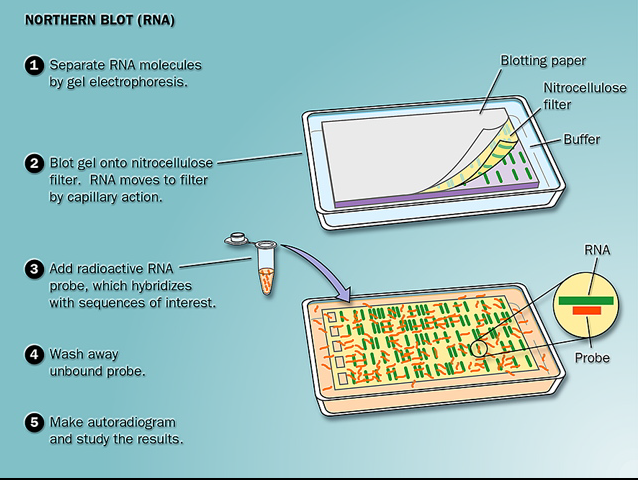 NORTHERN BLOT (RNA)
1 Separate RNA molecules
by gel electrophoresis.
2 Blot gel onto nitrocellulose
filter. RNA moves to filter
by capillary action.
3 Add radioactive RNA
probe, which hybridizes
with sequences of interest.
4 Wash away
unbound probe.
5 Make autoradiogram
and study the results.
Blotting paper
Nitrocellulose
filter
Buffer
RNA
Probe